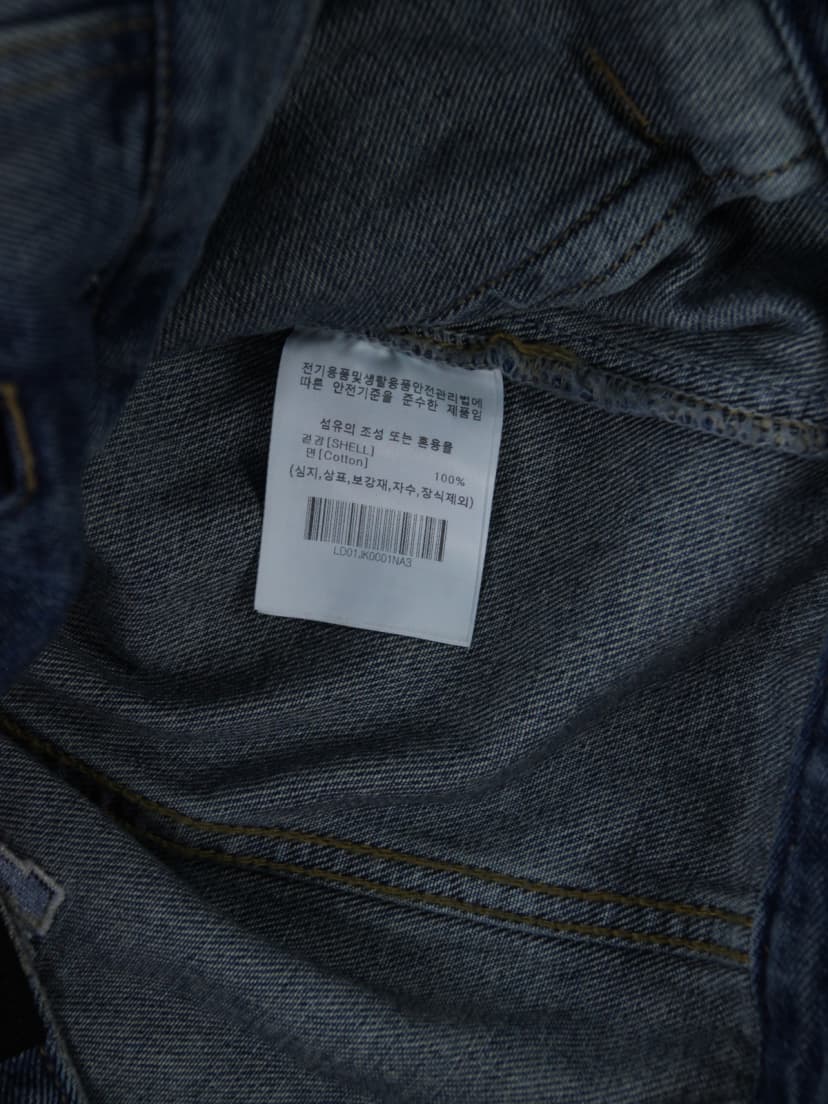 전기용품및생활용품안전관리법에
따른 안전기준을 준수한 제품임
섬유의 조성 또는 혼용율
겉감[SHELL]
면[Cotton] 100%
(심지,상표,보강재,자수,장식제외)
LD01JK0001NA3